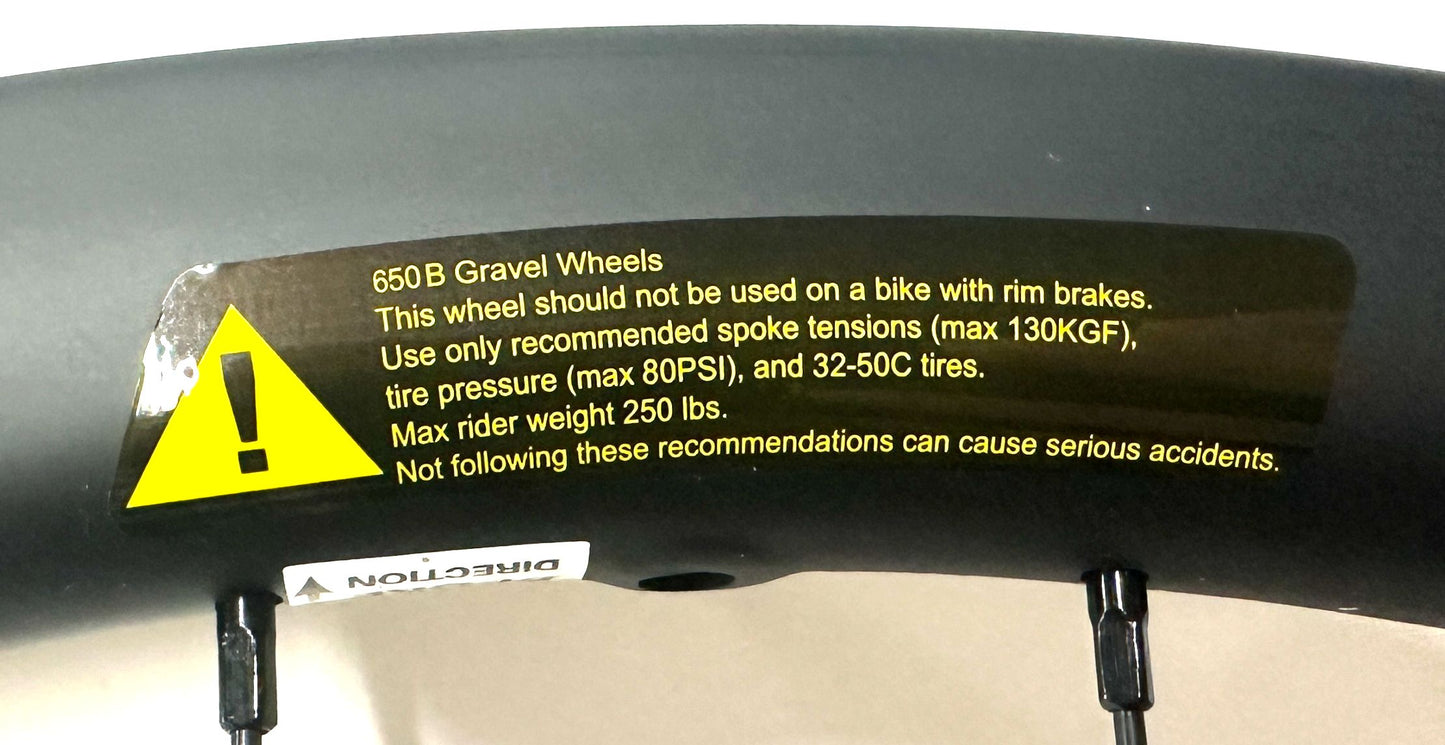 650B Gravel Wheels
This wheel should not be used on a bike with rim brakes.
Use only recommended spoke tensions (max 130KGF),
tire pressure (max 80PSI), and 32-50C tires.
Max rider weight 250 lbs.
Not following these recommendations can cause serious accidents.
DIRECTION